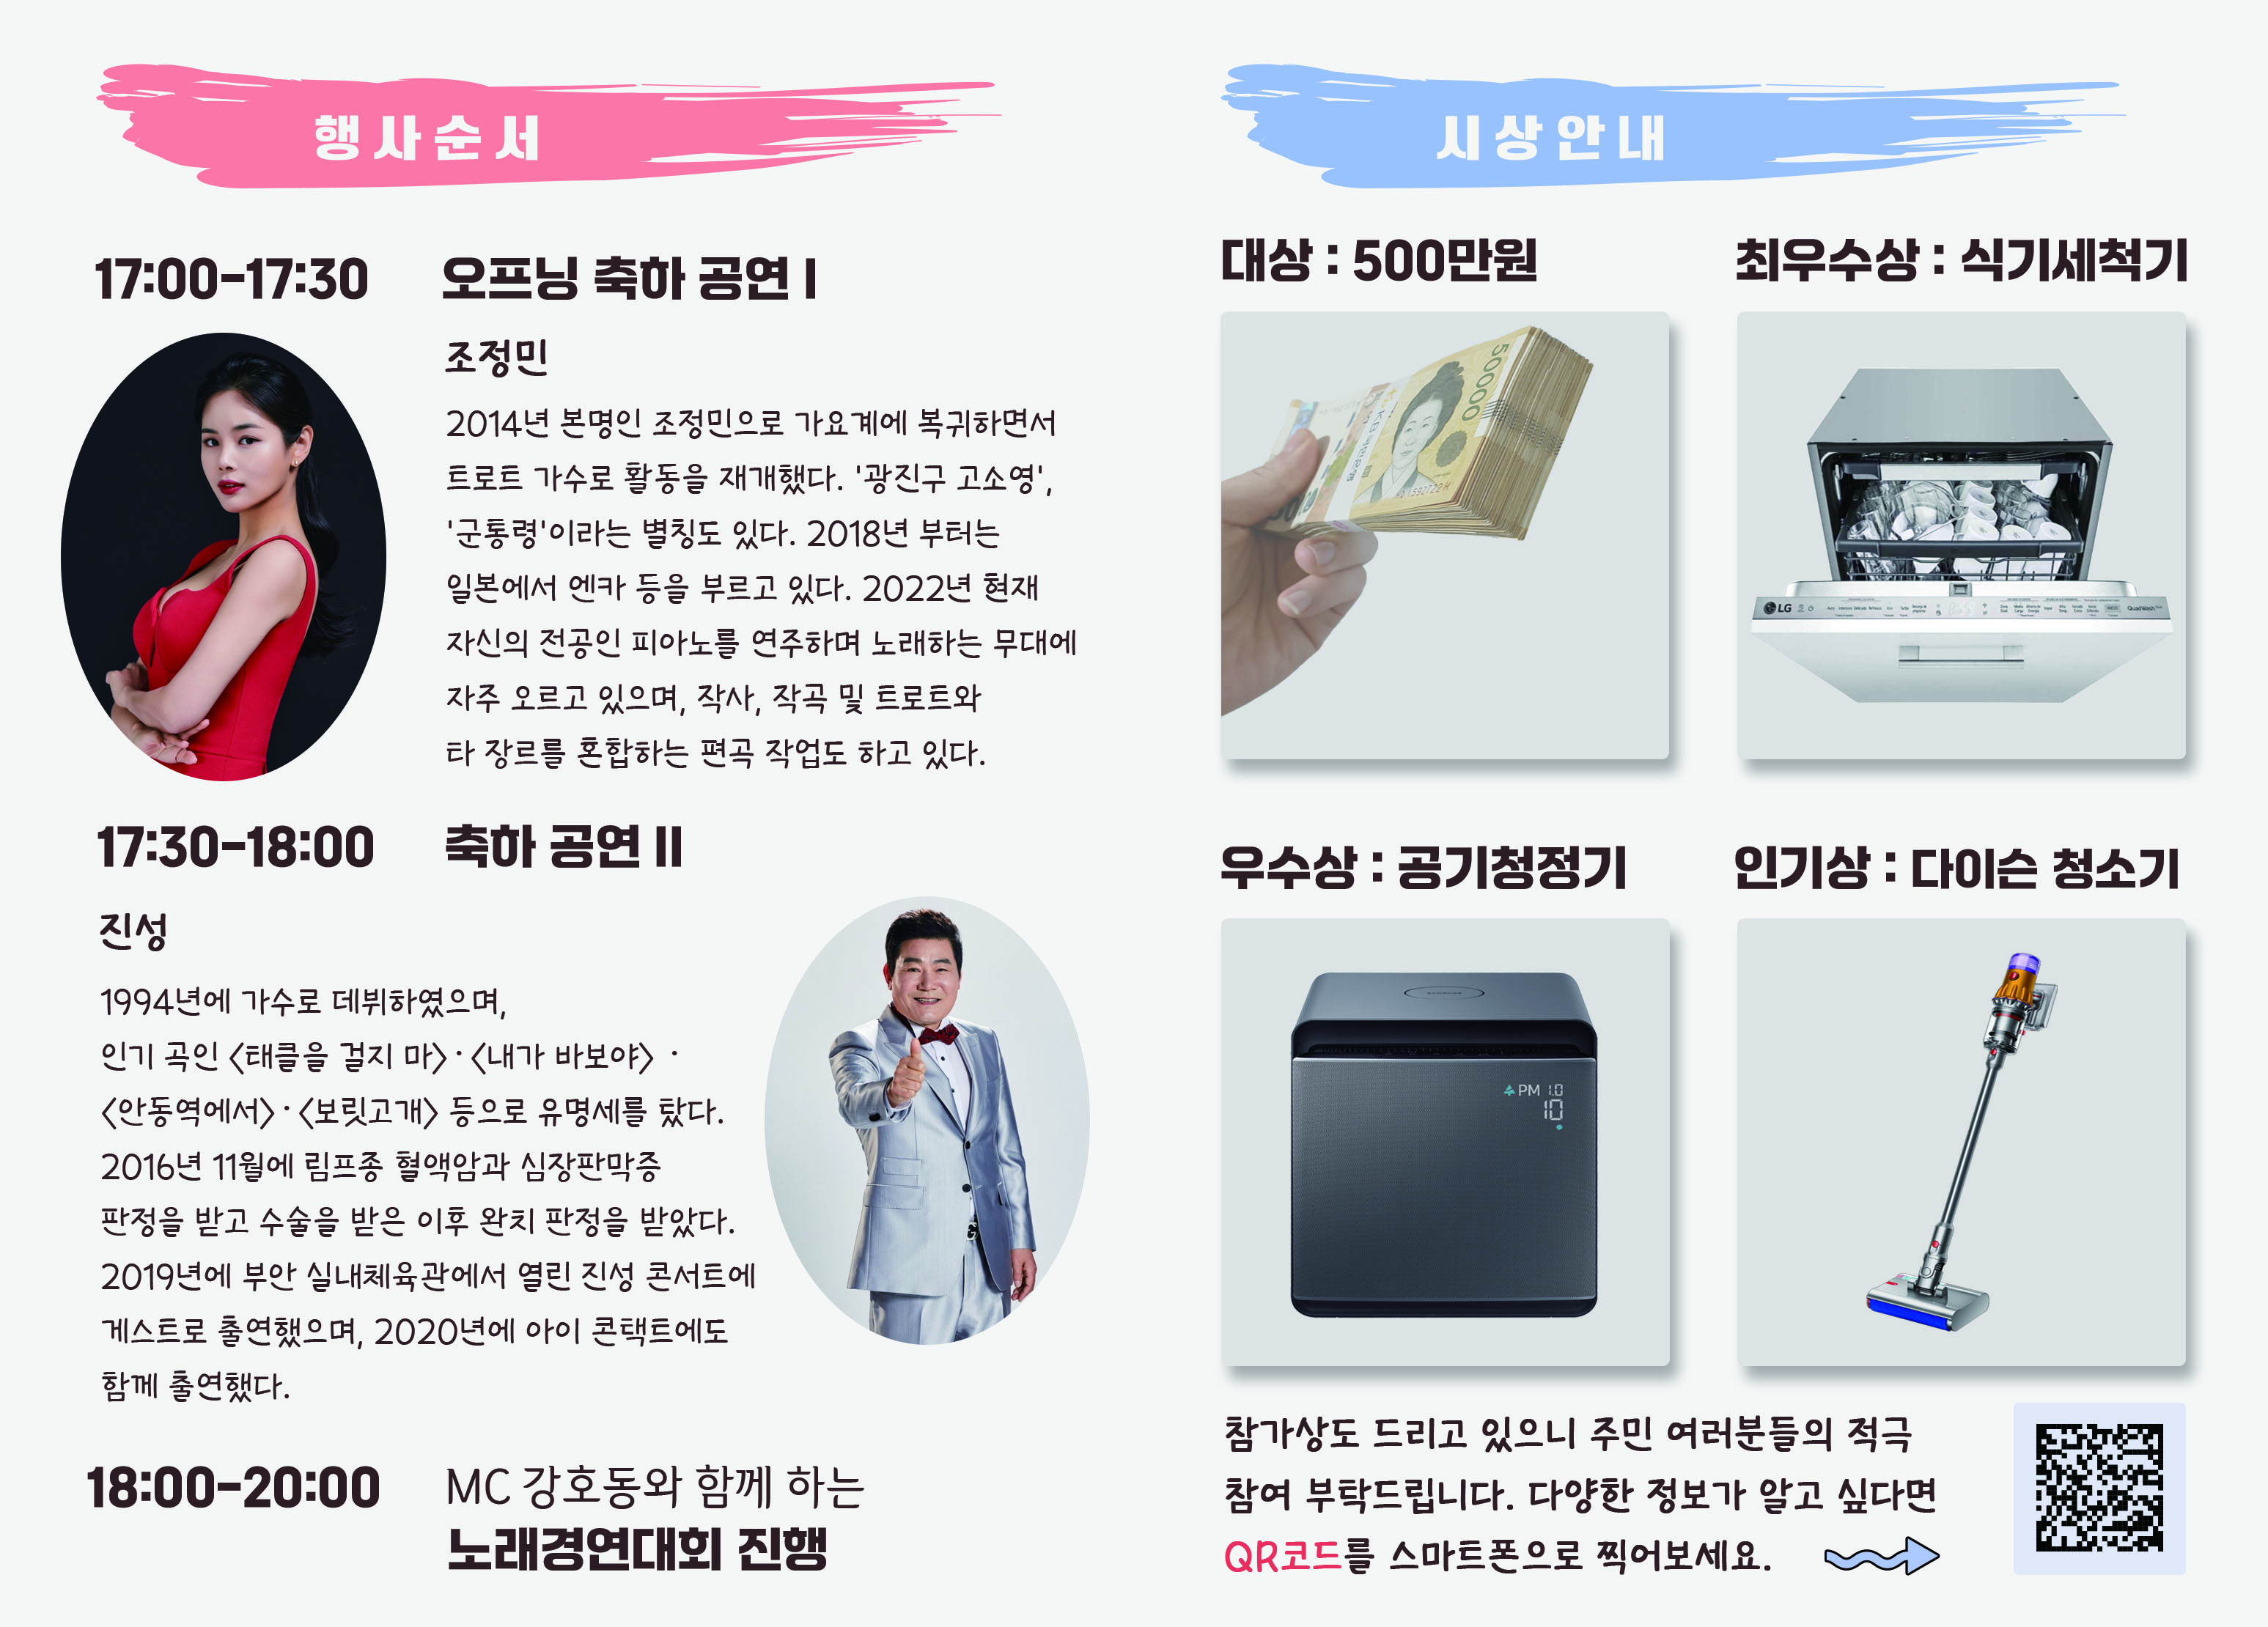 행사순서
17:00-17:30
오프닝 축하 공연 I
조정민
2014년 본명인 조정민으로 가요계에 복귀하면서
트로트 가수로 활동을 재개했다. '광진구 고소영',
'군통령'이라는 별칭도 있다. 2018년 부터는
일본에서 엔카 등을 부르고 있다. 2022년 현재
자신의 전공인 피아노를 연주하며 노래하는 무대에
자주 오르고 있으며, 작사, 작곡 및 트로트와
타 장르를 혼합하는 편곡 작업도 하고 있다.
17:30-18:00
축하 공연 II
진성
1994년에 가수로 데뷔하였으며,
인기 곡인 〈태클을 걸지 마〉·〈내가 바보야〉 ·
〈안동역에서〉·〈보릿고개〉 등으로 유명세를 탔다.
2016년 11월에 림프종 혈액암과 심장판막증
판정을 받고 수술을 받은 이후 완치 판정을 받았다.
2019년에 부안 실내체육관에서 열린 진성 콘서트에
게스트로 출연했으며, 2020년에 아이 콘택트에도
함께 출연했다.
18:00-20:00
MC 강호동와 함께 하는
노래경연대회 진행
시상안내
대상 : 500만원
50000
최우수상 : 식기세척기
LG
QuadWash
우수상 : 공기청정기
PM 1.0
10
인기상 : 다이슨 청소기
참가상도 드리고 있으니 주민 여러분들의 적극
참여 부탁드립니다. 다양한 정보가 알고 싶다면
QR코드를 스마트폰으로 찍어보세요.